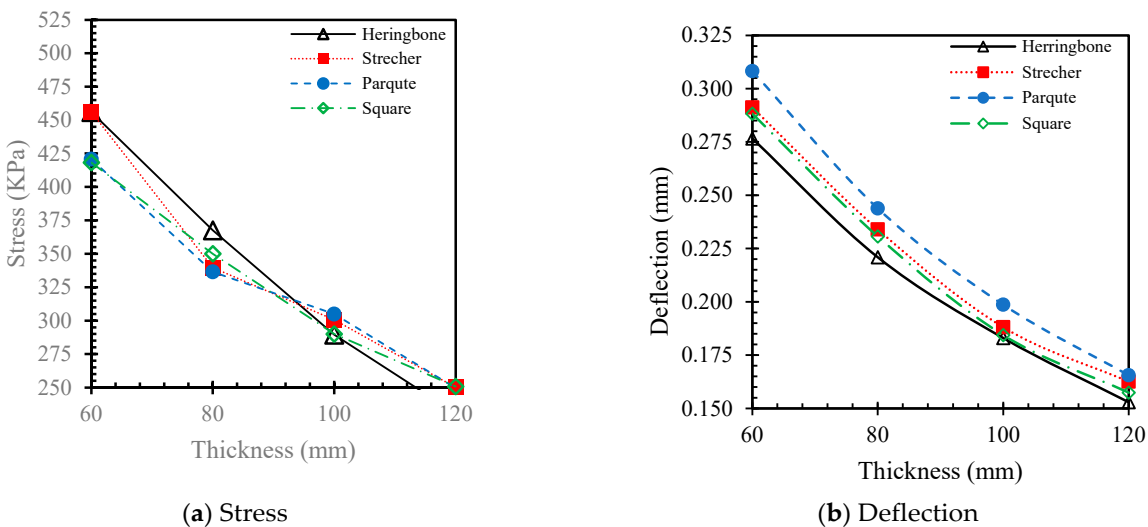 525
500
475
450
425
400
375
350
325
300
275
250
Stress (KPa)
60 80 100 120
Thickness (mm)
Heringbone
Strecher
Parqute
Square
(a) Stress
0.325
0.300
0.275
0.250
0.225
0.200
0.175
0.150
Deflection (mm)
60 80 100 120
Thickness (mm)
Herringbone
Strecher
Parqute
Square
(b) Deflection